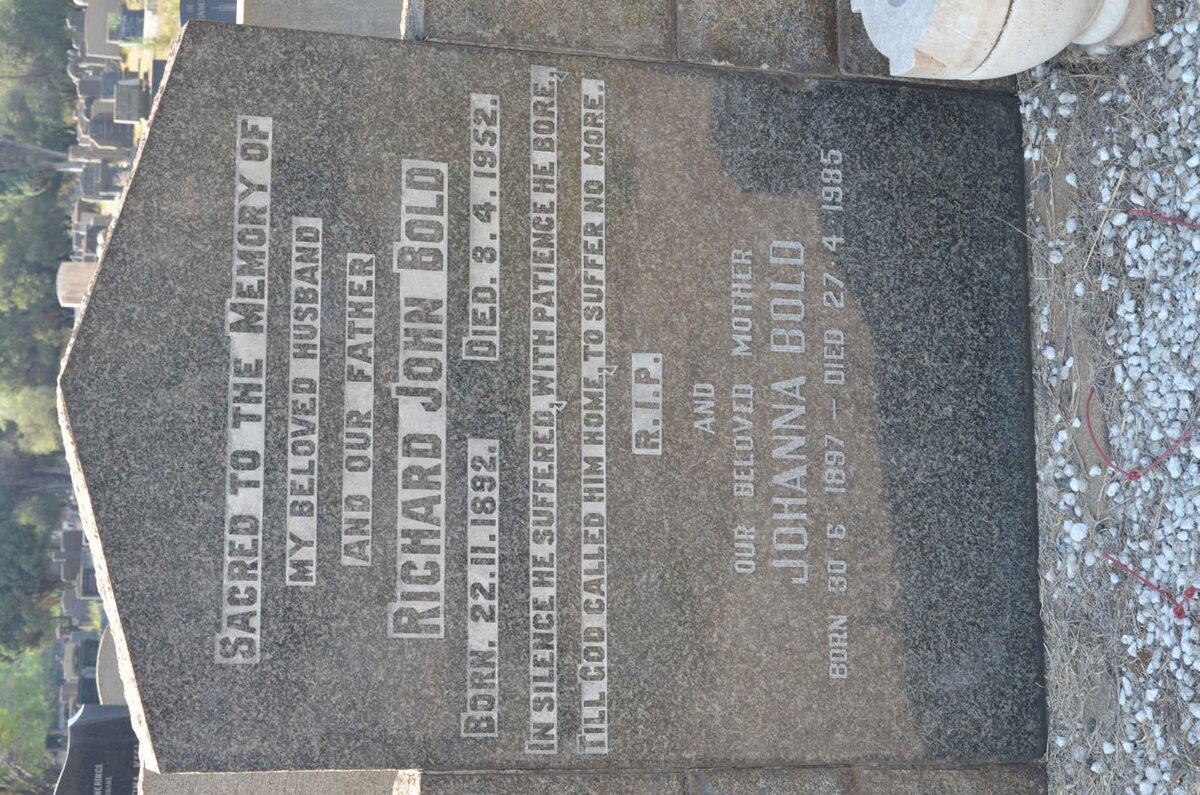 SACRED TO THE MEMORY OF
MY BELOVED HUSBAND
AND OUR FATHER
RICHARD JOHN BOLD
BORN. 22.11.1892. DIED. 8.4.1952.
IN SILENCE HE SUFFERED, WITH PATIENCE HE BORE,
TILL GOD CALLED HIM HOME, TO SUFFER NO MORE.
R.I.P.
AND
OUR BELOVED MOTHER
JOHANNA BOLD
BORN 30 6 1897 — DIED 27 4 1985